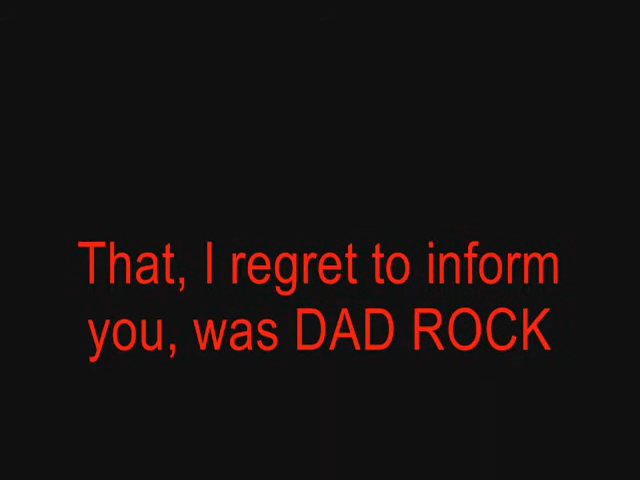 That, I regret to inform
you, was DAD ROCK